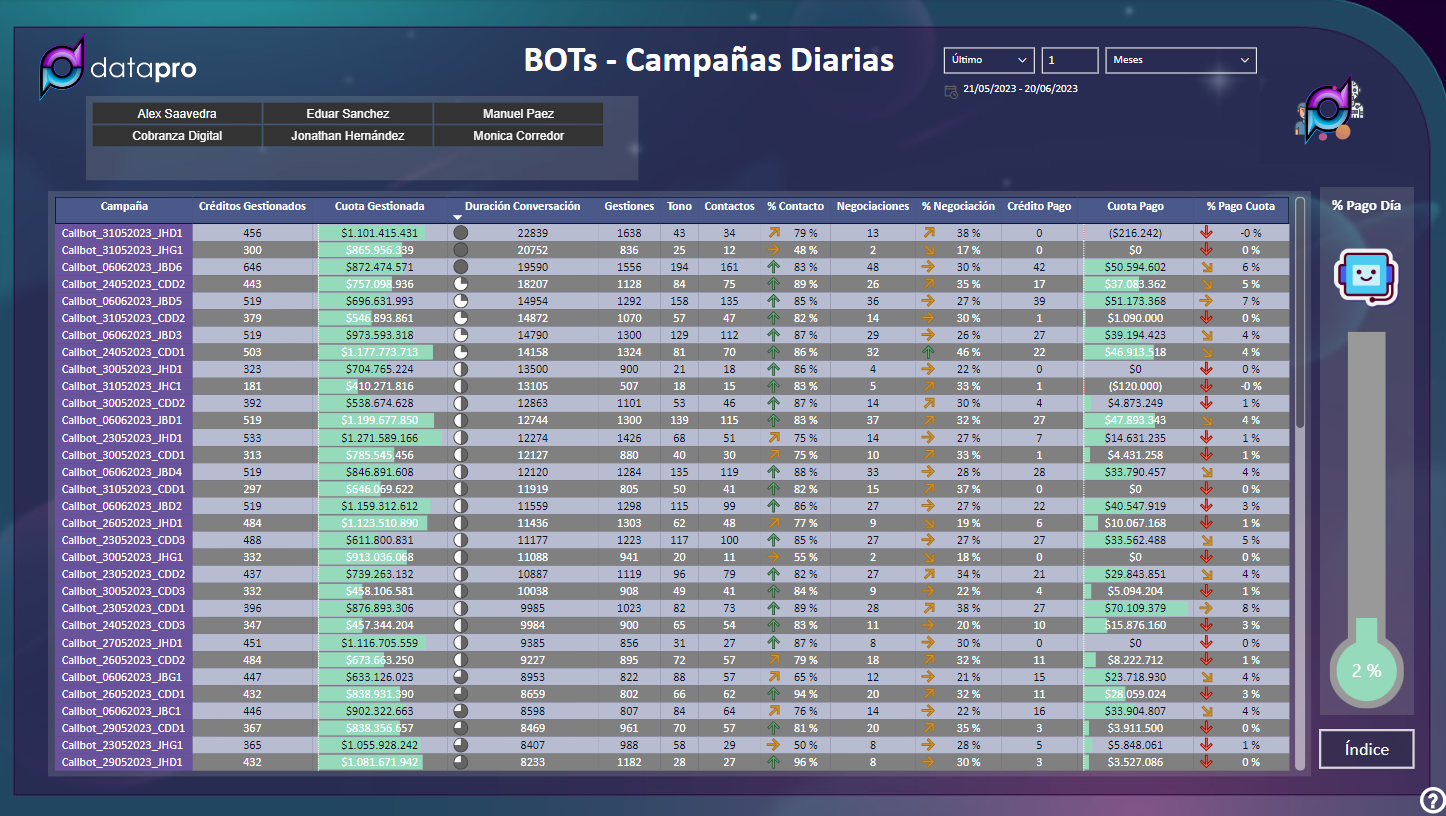 datapro
BOTs - Campañas Diarias
Último 1 Meses
21/05/2023 - 20/06/2023
Alex Saavedra Eduar Sanchez Manuel Paez
Cobranza Digital Jonathan Hernández Monica Corredor
Campaña Créditos Gestionados Cuota Gestionada Duración Conversación Gestiones Tono Contactos % Contacto Negociaciones % Negociación Crédito Pago Cuota Pago % Pago Cuota
Callbot_31052023_JHD1 456 $1.101.415.431 22839 1638 43 34 79 % 13 38 % 0 ($216.242) -0 %
Callbot_31052023_JHG1 300 $865.956.339 20752 836 25 12 48 % 2 17 % 0 $0 0 %
Callbot_06062023_JBD6 646 $872.474.571 19590 1556 194 161 83 % 48 30 % 42 $50.594.602 6 %
Callbot_24052023_CDD2 443 $757.098.936 18207 1128 84 75 89 % 26 35 % 17 $37.083.362 5 %
Callbot_06062023_JBD5 519 $696.631.993 14954 1292 158 135 85 % 36 27 % 39 $51.173.368 7 %
Callbot_31052023_CDD2 379 $546.893.861 14872 1070 57 47 82 % 14 30 % 1 $1.090.000 0 %
Callbot_06062023_JBD3 519 $973.593.318 14790 1300 129 112 87 % 29 26 % 27 $39.194.423 4 %
Callbot_24052023_CDD1 503 $1.177.773.713 14158 1324 81 70 86 % 32 46 % 22 $46.913.518 4 %
Callbot_30052023_JHD1 323 $704.765.224 13500 900 21 18 86 % 4 22 % 0 $0 0 %
Callbot_31052023_JHC1 181 $410.271.816 13105 507 18 15 83 % 5 33 % 1 ($120.000) -0 %
Callbot_30052023_CDD2 392 $538.674.628 12863 1101 53 46 87 % 14 30 % 4 $4.873.249 1 %
Callbot_06062023_JBD1 519 $1.199.677.850 12744 1300 139 115 83 % 37 32 % 27 $47.893.343 4 %
Callbot_23052023_JHD1 533 $1.271.589.166 12274 1426 68 51 75 % 14 27 % 7 $14.631.235 1 %
Callbot_30052023_CDD1 313 $785.545.456 12127 880 40 30 75 % 10 33 % 1 $4.431.258 1 %
Callbot_06062023_JBD4 519 $846.891.608 12120 1284 135 119 88 % 33 28 % 28 $33.790.457 4 %
Callbot_31052023_CDD1 297 $646.069.622 11919 805 50 41 82 % 15 37 % 0 $0 0 %
Callbot_06062023_JBD2 519 $1.159.312.612 11559 1298 115 99 86 % 27 27 % 22 $40.547.919 3 %
Callbot_26052023_JHD1 484 $1.123.510.890 11436 1303 62 48 77 % 9 19 % 6 $10.067.168 1 %
Callbot_23052023_CDD3 488 $611.800.831 11177 1223 117 100 85 % 27 27 % 27 $33.562.488 5 %
Callbot_30052023_JHG1 332 $913.036.068 11088 941 20 11 55 % 2 18 % 0 $0 0 %
Callbot_23052023_CDD2 437 $739.263.132 10887 1119 96 79 82 % 27 34 % 21 $29.843.851 4 %
Callbot_30052023_CDD3 332 $458.106.581 10038 908 49 41 84 % 9 22 % 4 $5.094.204 1 %
Callbot_23052023_CDD1 396 $876.893.306 9985 1023 82 73 89 % 28 38 % 27 $70.109.379 8 %
Callbot_24052023_CDD3 347 $457.344.204 9984 900 65 54 83 % 11 20 % 10 $15.876.160 3 %
Callbot_27052023_JHD1 451 $1.116.705.559 9385 856 31 27 87 % 8 30 % 0 $0 0 %
Callbot_26052023_CDD2 484 $673.663.250 9227 895 72 57 79 % 18 32 % 11 $8.222.712 1 %
Callbot_06062023_JBG1 447 $633.126.023 8953 822 88 57 65 % 12 21 % 15 $23.718.930 4 %
Callbot_26052023_CDD1 432 $838.931.390 8659 802 66 62 94 % 20 32 % 11 $28.059.024 3 %
Callbot_06062023_JBC1 446 $902.322.663 8598 807 84 64 76 % 14 22 % 16 $33.904.807 4 %
Callbot_29052023_CDD1 367 $838.356.657 8469 961 70 57 81 % 20 35 % 3 $3.911.500 0 %
Callbot_23052023_JHG1 365 $1.055.928.242 8407 988 58 29 50 % 8 28 % 5 $5.848.061 1 %
Callbot_29052023_JHD1 432 $1.081.671.942 8233 1182 28 27 96 % 8 30 % 3 $3.527.086 0 %
% Pago Día
2 %
Índice
?